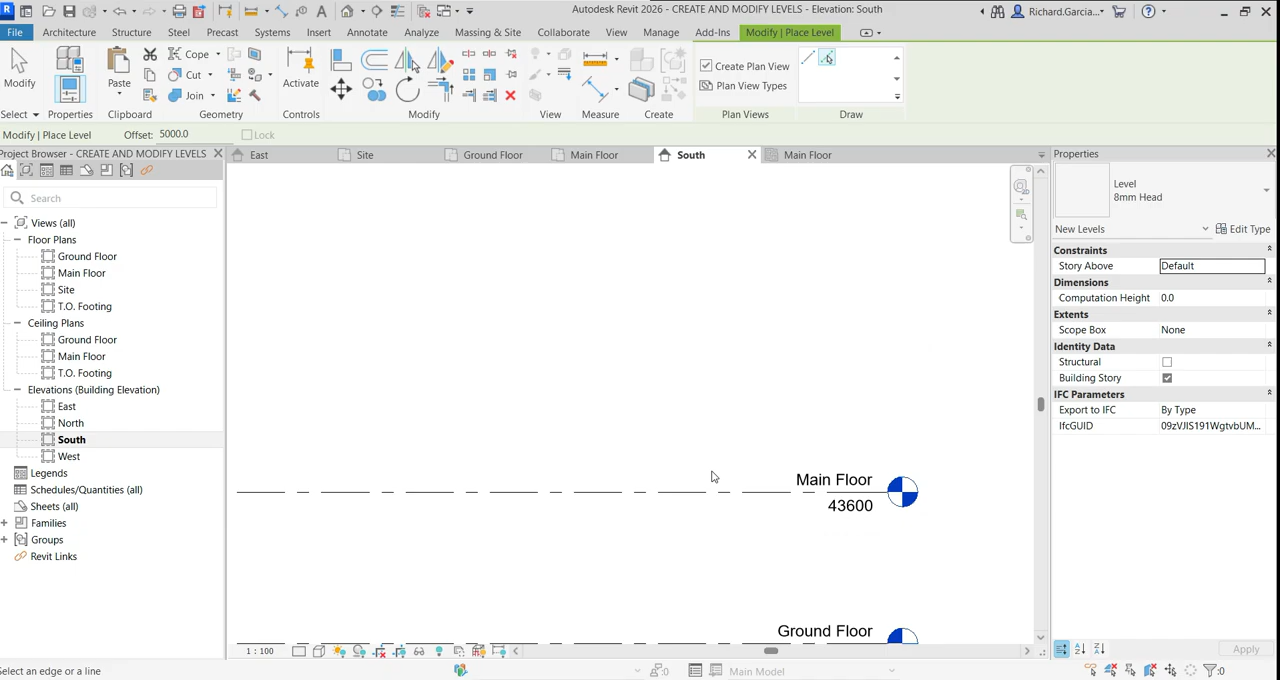 Autodesk Revit 2026 - CREATE AND MODIFY LEVELS - Elevation: South
Richard.Garcia...
File Architecture Structure Steel Precast Systems Insert Annotate Analyze Massing & Site Collaborate View Manage Add-Ins Modify | Place Level
Modify
Paste
Cope
Cut
Join
Activate
Create Plan View
Plan View Types
Select Properties Clipboard Geometry Controls Modify View Measure Create Plan Views Draw
Modify | Place Level Offset: 5000.0 Lock
Project Browser - CREATE AND MODIFY LEVELS
East Site Ground Floor Main Floor South Main Floor
Properties
Search
Views (all)
Floor Plans
Ground Floor
Main Floor
Site
T.O. Footing
Ceiling Plans
Ground Floor
Main Floor
T.O. Footing
Elevations (Building Elevation)
East
North
South
West
Legends
Schedules/Quantities (all)
Sheets (all)
Families
Groups
Revit Links
Main Floor
43600
Ground Floor
Level
8mm Head
New Levels Edit Type
Constraints
Story Above Default
Dimensions
Computation Height 0.0
Extents
Scope Box None
Identity Data
Structural
Building Story
IFC Parameters
Export to IFC By Type
IfcGUID 09zVJIS191WgtvbUM...
1 : 100
Apply
Select an edge or a line
:0
Main Model
:0